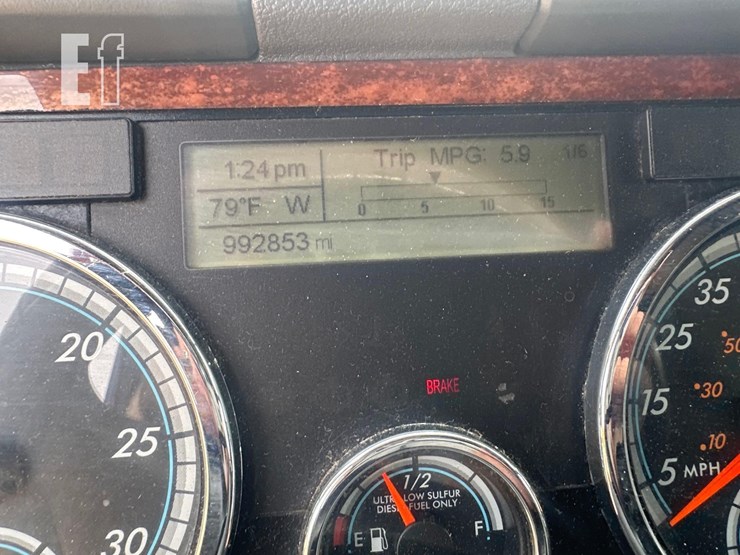 Ef
1:24 pm
Trip MPG: 5.9 1/6
79°F W
0 5 10 15
992853 mi
20
25
30
BRAKE
1/2
ULTRA LOW SULFUR
DIESEL FUEL ONLY
E F
35
25
15
5 MPH
50
30
10